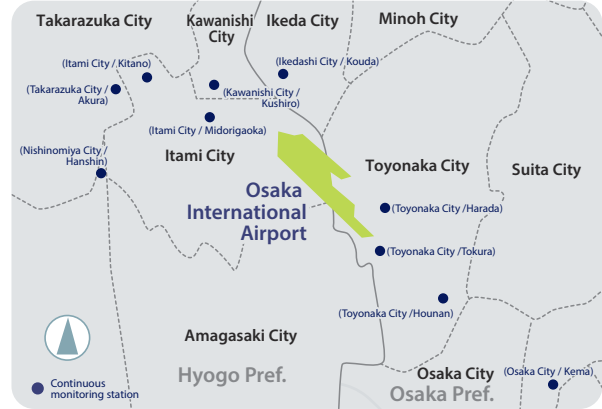 Takarazuka City
Kawanishi
City
Ikeda City
Minoh City
(Itami City / Kitano)
(Ikedashi City / Kouda)
(Takarazuka City /
Akura)
(Kawanishi City /
Kushiro)
(Itami City / Midorigaoka)
(Nishinomiya City /
Hanshin)
Itami City
Toyonaka City
Suita City
Osaka
International
Airport
(Toyonaka City /Harada)
(Toyonaka City /Tokura)
(Toyonaka City /Hounan)
Amagasaki City
Hyogo Pref.
Osaka City
(Osaka City / Kema)
Osaka Pref.
Continuous
monitoring station